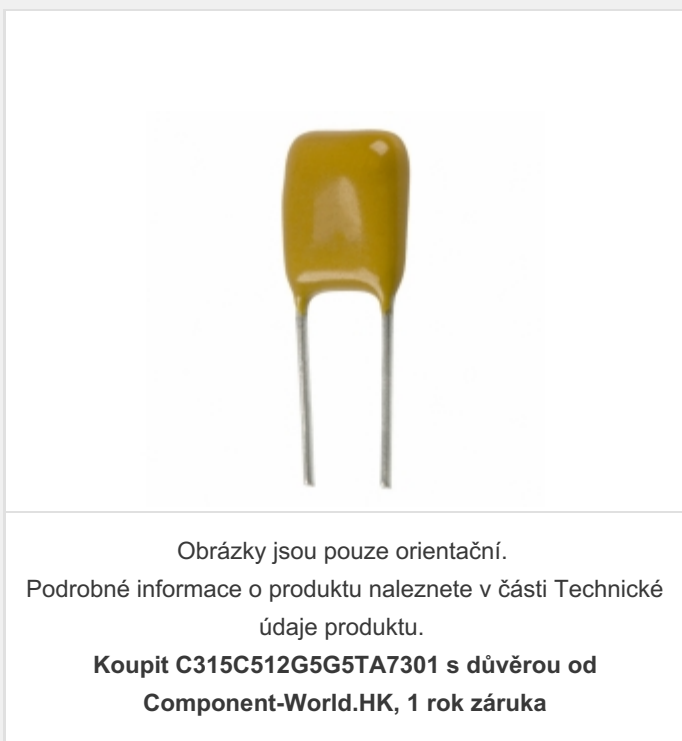 Obrázky jsou pouze orientační.
Podrobné informace o produktu naleznete v části Technické
údaje produktu.
Koupit C315C512G5G5TA7301 s důvěrou od
Component-World.HK, 1 rok záruka